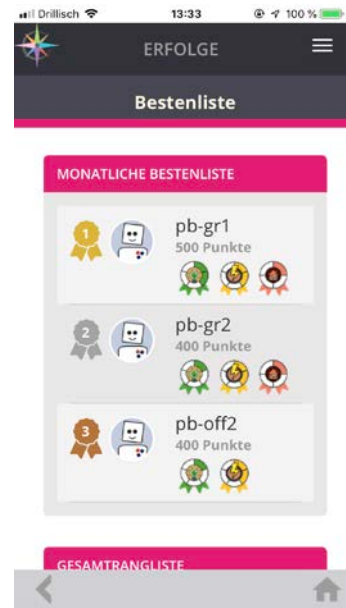 Drillisch 13:33 100 %
ERFOLGE
Bestenliste
MONATLICHE BESTENLISTE
1
pb-gr1
500 Punkte
2
pb-gr2
400 Punkte
3
pb-off2
400 Punkte
GESAMTRANGLISTE